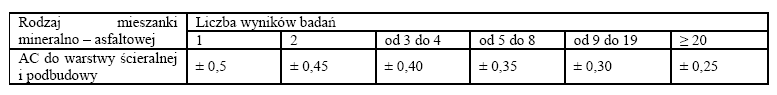 Rodzaj mieszanki
mineralno – asfaltowej
Liczba wyników badań
1 2 od 3 do 4 od 5 do 8 od 9 do 19 ≥ 20
AC do warstwy ścieralnej
i podbudowy
± 0,5 ± 0,45 ± 0,40 ± 0,35 ± 0,30 ± 0,25